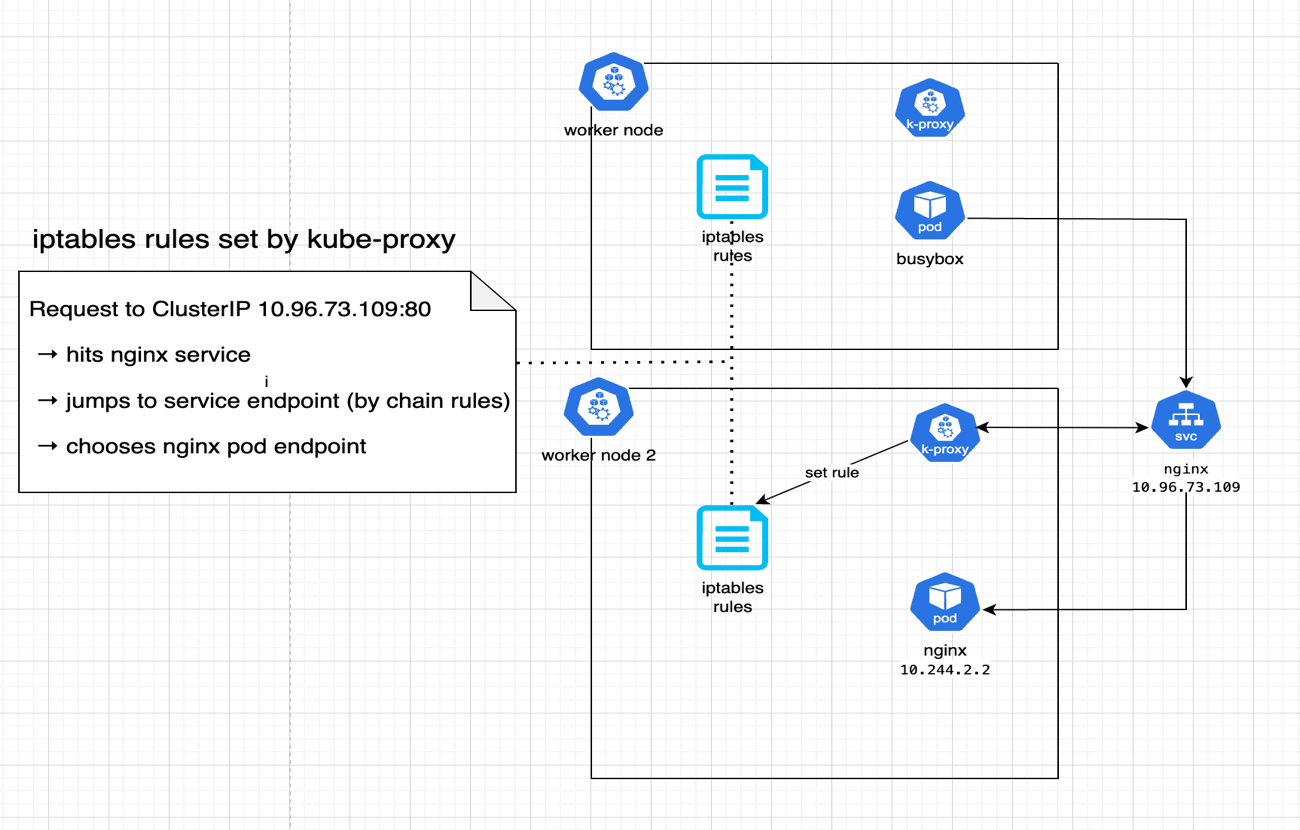 worker node
k-proxy
iptables
rules
pod
busybox
iptables rules set by kube-proxy
Request to ClusterIP 10.96.73.109:80
→ hits nginx service
i
→ jumps to service endpoint (by chain rules)
→ chooses nginx pod endpoint
worker node 2
k-proxy
set rule
svc
nginx
10.96.73.109
iptables
rules
pod
nginx
10.244.2.2